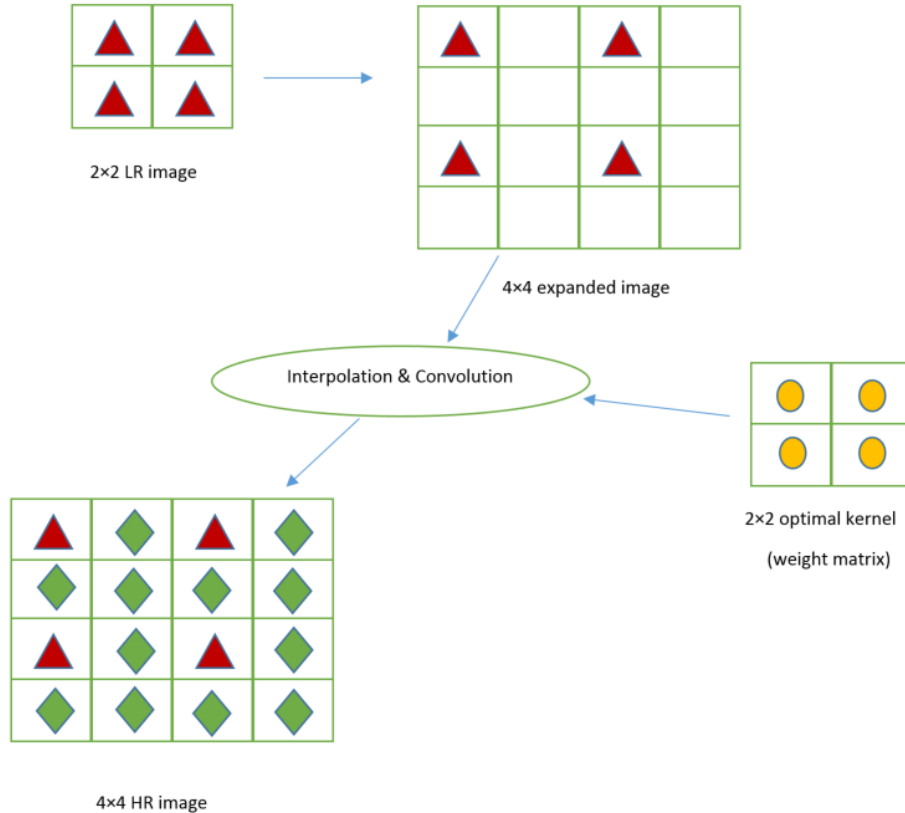 2×2 LR image
4×4 expanded image
Interpolation & Convolution
2×2 optimal kernel
(weight matrix)
4×4 HR image